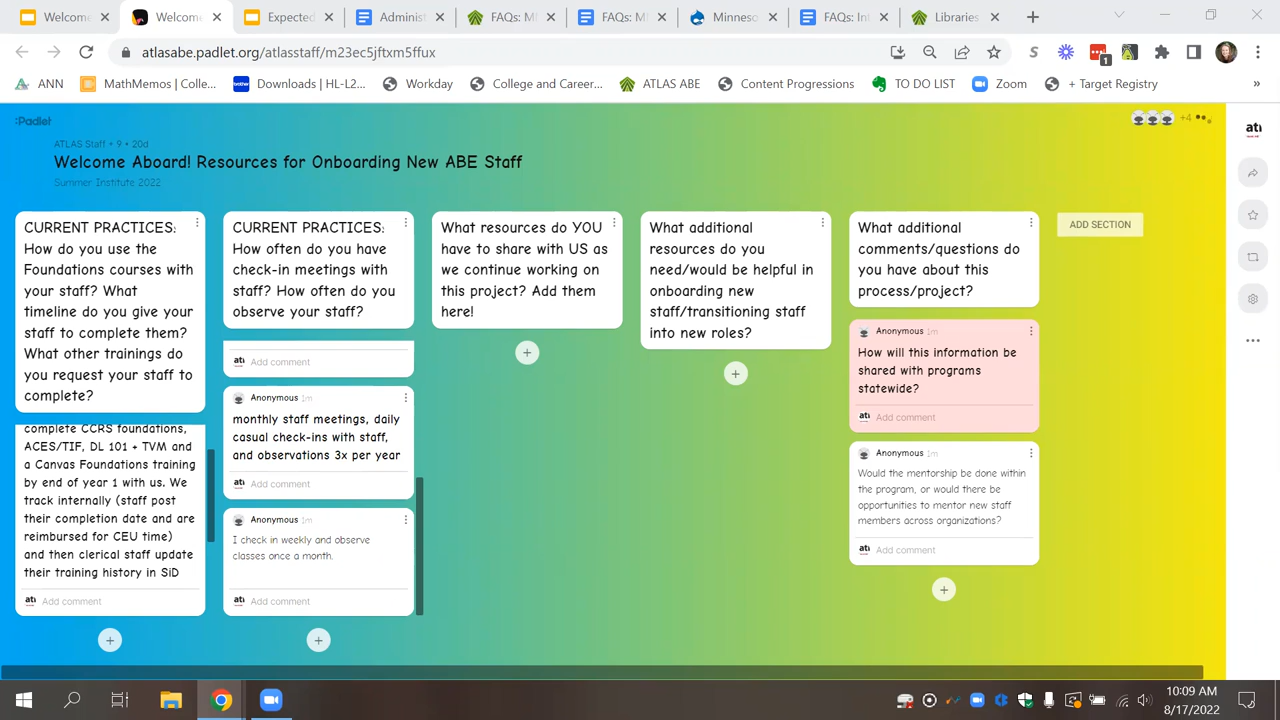 Welcome
Welcome
Expected
Administ
FAQs: M
FAQs: M
Minneso
FAQs: Int
Libraries
atlasabe.padlet.org/atlasstaff/m23ec5jftxm5ffux
S
1
ANN
MathMemos | Colle...
Downloads | HL-L2...
Workday
College and Career...
ATLAS ABE
Content Progressions
TO DO LIST
Zoom
+ Target Registry
»
:Padlet
+4
ATLAS Staff + 9 • 20d
Welcome Aboard! Resources for Onboarding New ABE Staff
Summer Institute 2022
CURRENT PRACTICES:
How do you use the
Foundations courses with
your staff? What
timeline do you give your
staff to complete them?
What other trainings do
you request your staff to
complete?
complete CCRS foundations,
ACES/TIF, DL 101 + TVM and
a Canvas Foundations training
by end of year 1 with us. We
track internally (staff post
their completion date and are
reimbursed for CEU time)
and then clerical staff update
their training history in SiD
Add comment
CURRENT PRACTICES:
How often do you have
check-in meetings with
staff? How often do you
observe your staff?
Add comment
Anonymous 1m
monthly staff meetings, daily
casual check-ins with staff,
and observations 3x per year
Add comment
Anonymous 1m
I check in weekly and observe
classes once a month.
Add comment
What resources do YOU
have to share with US as
we continue working on
this project? Add them
here!
What additional
resources do you
need/would be helpful in
onboarding new
staff/transitioning staff
into new roles?
What additional
comments/questions do
you have about this
process/project?
Anonymous 1m
How will this information be
shared with programs
statewide?
Add comment
Anonymous 1m
Would the mentorship be done within
the program, or would there be
opportunities to mentor new staff
members across organizations?
Add comment
ADD SECTION
10:09 AM
8/17/2022